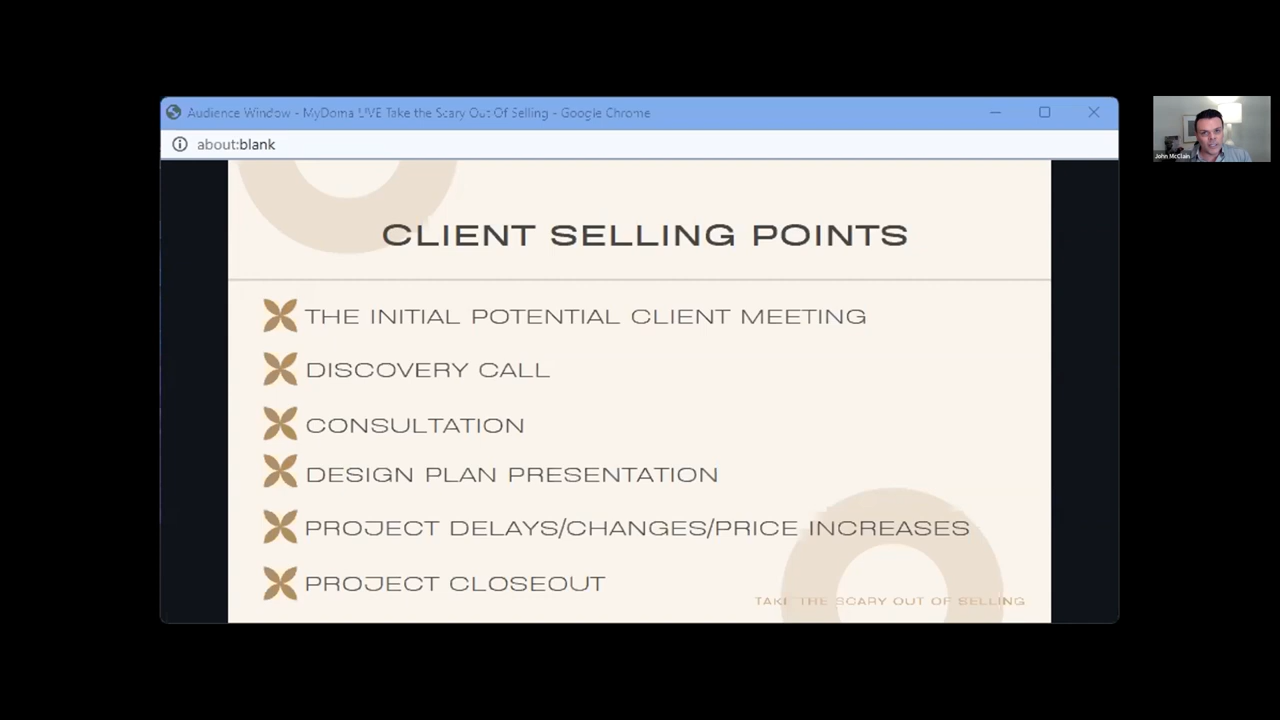 Audience Window - MyDoma LIVE Take the Scary Out Of Selling - Google Chrome
about:blank
John McClain
CLIENT SELLING POINTS
THE INITIAL POTENTIAL CLIENT MEETING
DISCOVERY CALL
CONSULTATION
DESIGN PLAN PRESENTATION
PROJECT DELAYS/CHANGES/PRICE INCREASES
PROJECT CLOSEOUT
TAKE THE SCARY OUT OF SELLING